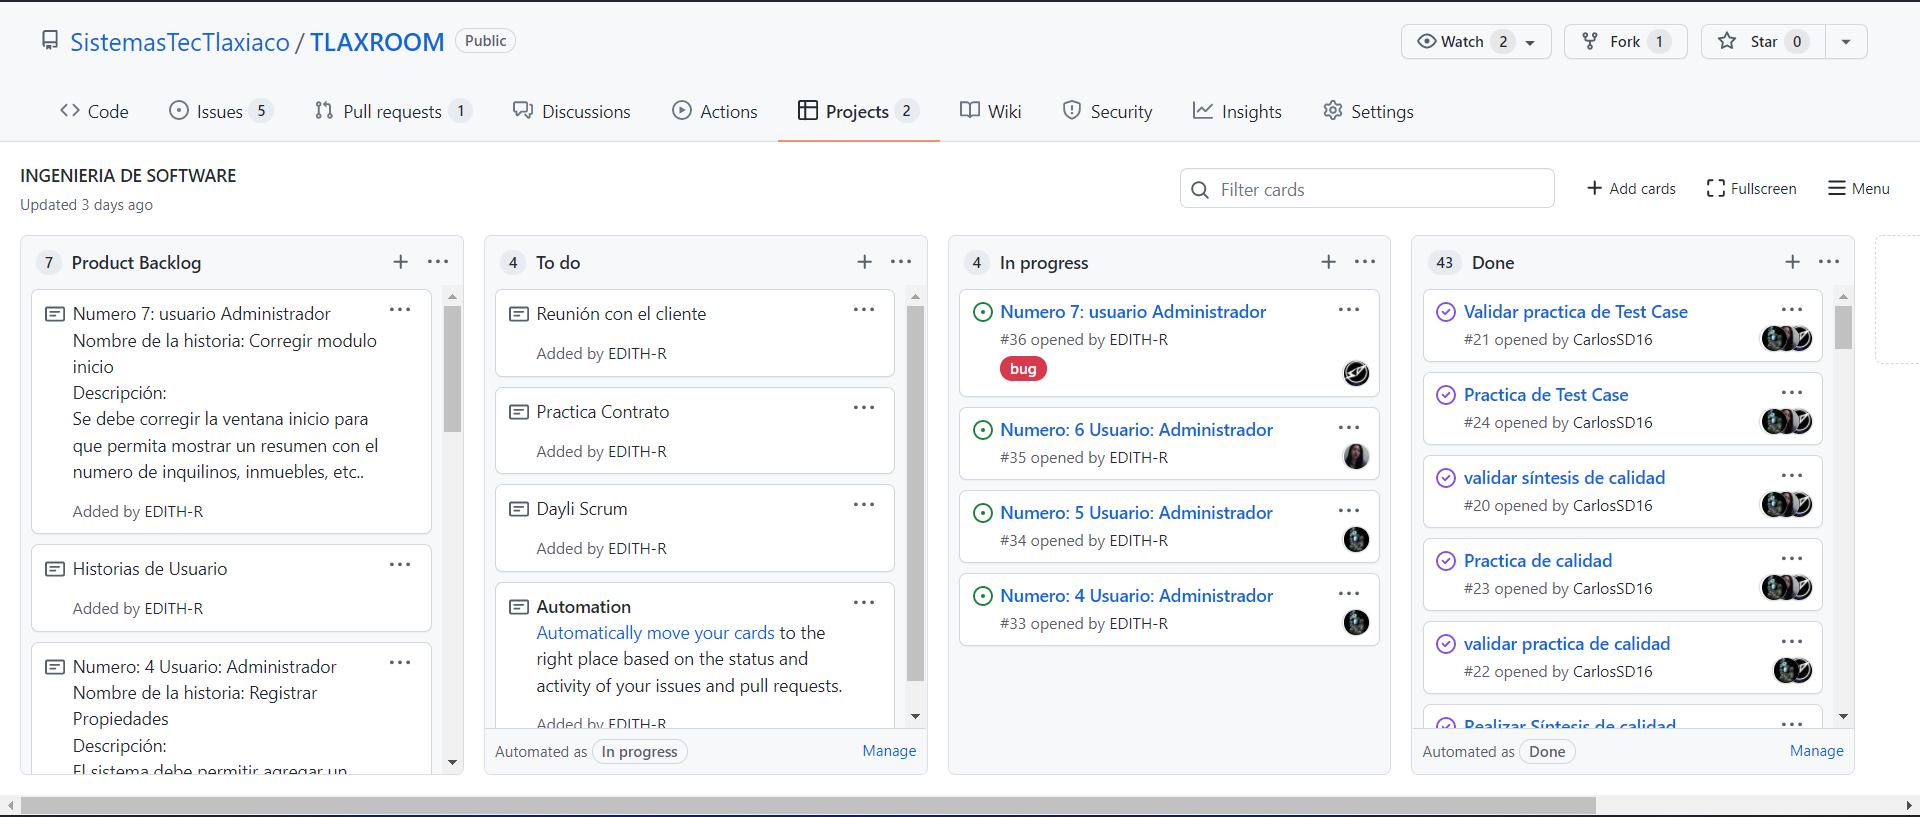 SistemasTecTlaxiaco / TLAXROOM Public
Watch 2
Fork 1
Star 0
Code
Issues 5
Pull requests 1
Discussions
Actions
Projects 2
Wiki
Security
Insights
Settings
INGENIERIA DE SOFTWARE
Updated 3 days ago
Filter cards
Add cards
Fullscreen
Menu
7 Product Backlog
Numero 7: usuario Administrador
Nombre de la historia: Corregir modulo
inicio
Descripción:
Se debe corregir la ventana inicio para
que permita mostrar un resumen con el
numero de inquilinos, inmuebles, etc..
Added by EDITH-R
Historias de Usuario
Added by EDITH-R
Numero: 4 Usuario: Administrador
Nombre de la historia: Registrar
Propiedades
Descripción:
El sistema debe permitir agregar un
4 To do
Reunión con el cliente
Added by EDITH-R
Practica Contrato
Added by EDITH-R
Dayli Scrum
Added by EDITH-R
Automation
Automatically move your cards to the
right place based on the status and
activity of your issues and pull requests.
Added by EDITH-R
Automated as In progress
Manage
4 In progress
Numero 7: usuario Administrador
#36 opened by EDITH-R
bug
Numero: 6 Usuario: Administrador
#35 opened by EDITH-R
Numero: 5 Usuario: Administrador
#34 opened by EDITH-R
Numero: 4 Usuario: Administrador
#33 opened by EDITH-R
43 Done
Validar practica de Test Case
#21 opened by CarlosSD16
Practica de Test Case
#24 opened by CarlosSD16
validar síntesis de calidad
#20 opened by CarlosSD16
Practica de calidad
#23 opened by CarlosSD16
validar practica de calidad
#22 opened by CarlosSD16
Realizar Síntesis de calidad
Automated as Done
Manage